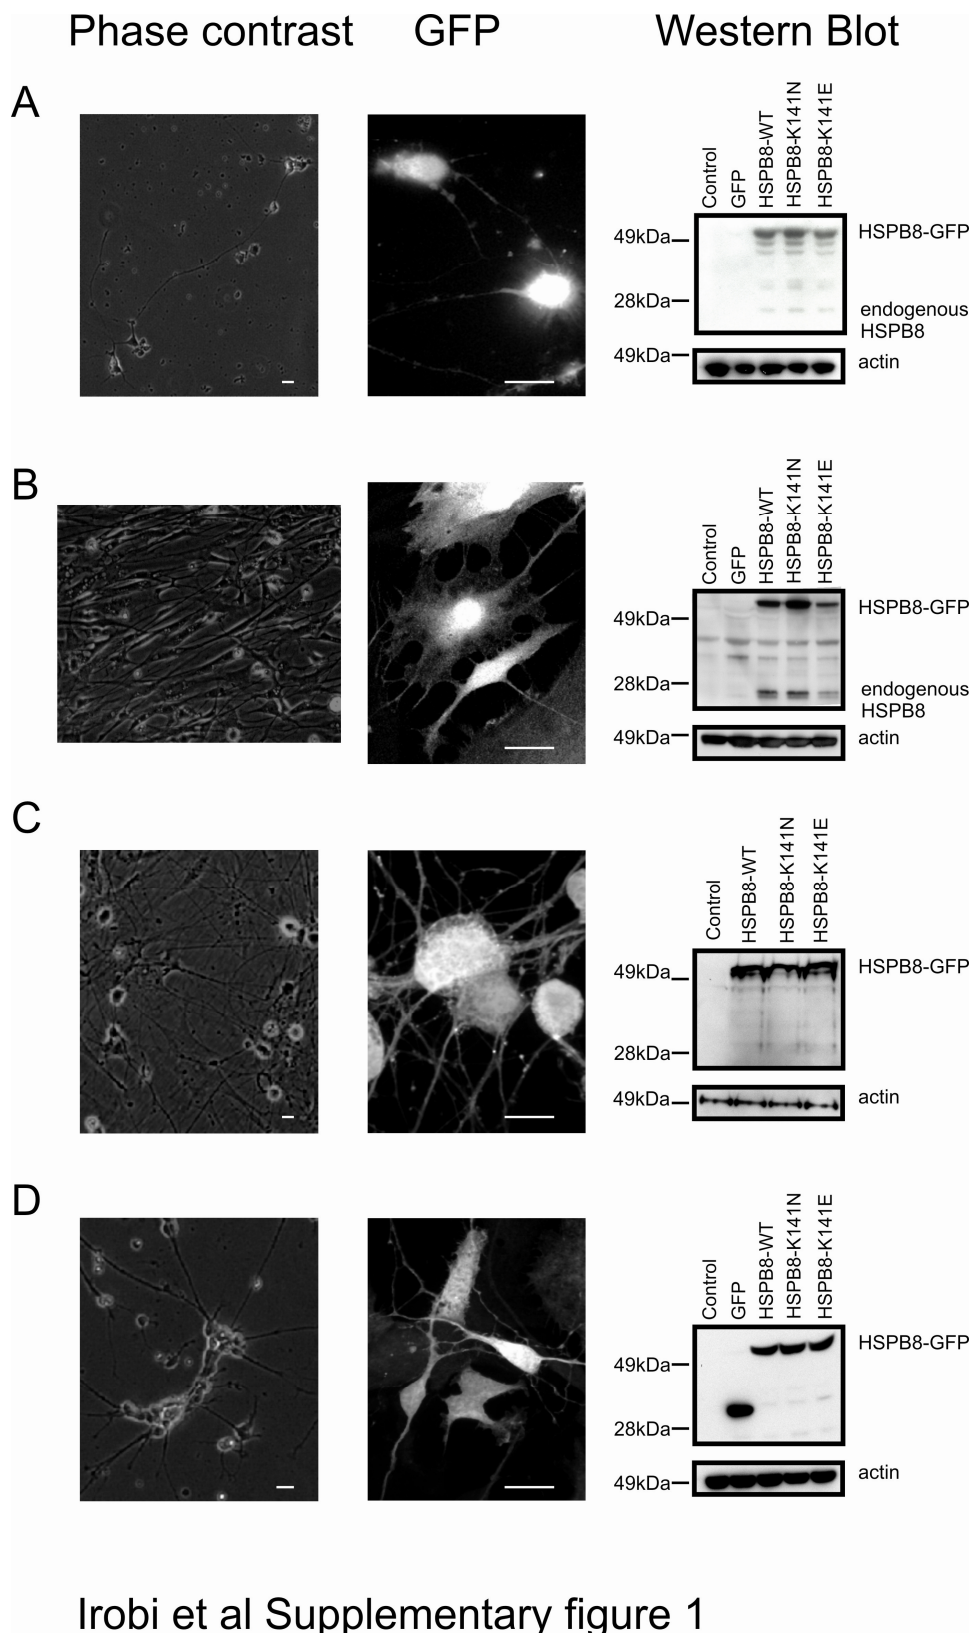 Phase contrast GFP Western Blot
A
Control
GFP
HSPB8-WT
HSPB8-K141N
HSPB8-K141E
49kDa
HSPB8-GFP
28kDa
endogenous
HSPB8
49kDa
actin
B
Control
GFP
HSPB8-WT
HSPB8-K141N
HSPB8-K141E
HSPB8-GFP
49kDa
28kDa
endogenous
HSPB8
49kDa
actin
C
Control
HSPB8-WT
HSPB8-K141N
HSPB8-K141E
49kDa
HSPB8-GFP
28kDa
49kDa
actin
D
Control
GFP
HSPB8-WT
HSPB8-K141N
HSPB8-K141E
HSPB8-GFP
49kDa
28kDa
49kDa
actin
Irobi et al Supplementary figure 1